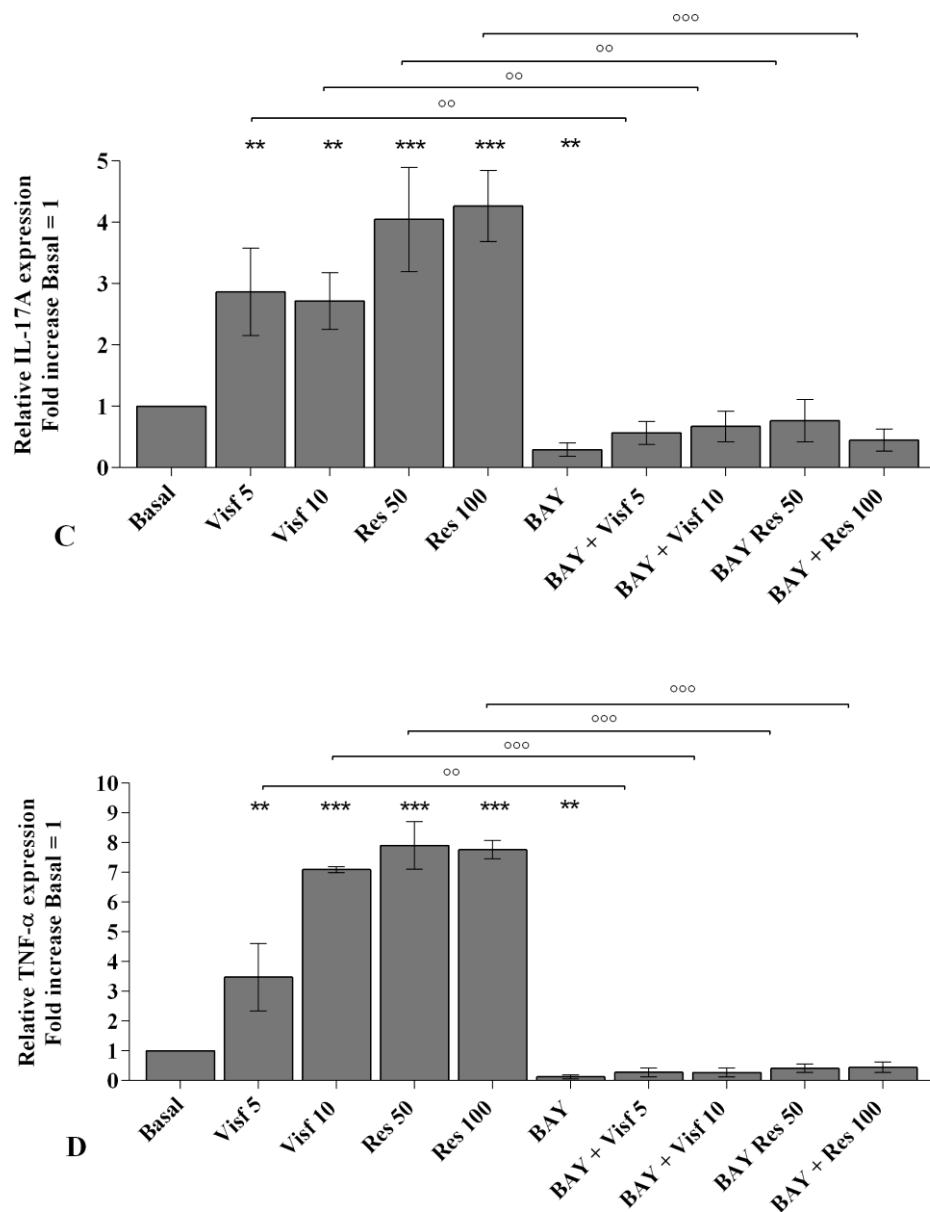 °°°
°°
°°
°°
** ** *** *** **
Relative IL-17A expression
Fold increase Basal = 1
5
4
3
2
1
0
Basal
Visf 5
Visf 10
Res 50
Res 100
BAY
BAY + Visf 5
BAY + Visf 10
BAY Res 50
BAY + Res 100
C
°°°
°°°
°°°
°°
** *** *** *** **
Relative TNF-α expression
Fold increase Basal = 1
10
9
8
7
6
5
4
3
2
1
0
Basal
Visf 5
Visf 10
Res 50
Res 100
BAY
BAY + Visf 5
BAY + Visf 10
BAY Res 50
BAY + Res 100
D